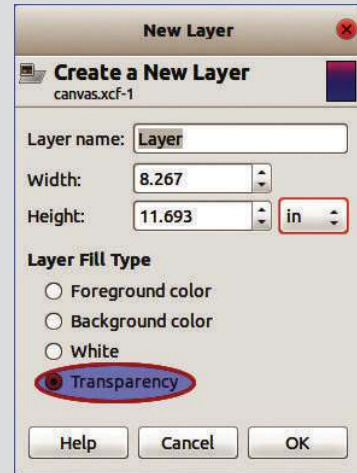 New Layer
Create a New Layer
canvas.xcf-1
Layer name: Layer
Width: 8.267
Height: 11.693 in
Layer Fill Type
Foreground color
Background color
White
Transparency
Help Cancel OK